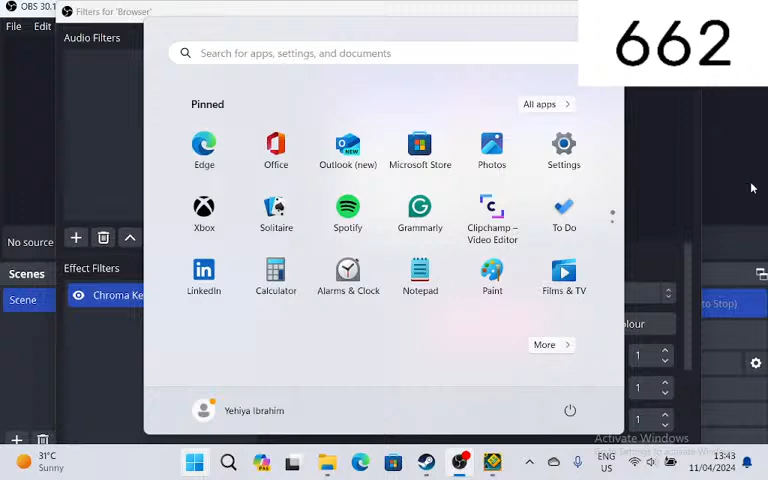 OBS 30.1
Filters for 'Browser'
662
File Edit
Audio Filters
Search for apps, settings, and documents
Pinned
All apps >
Edge
Office
Outlook (new)
Microsoft Store
Photos
Settings
Xbox
Solitaire
Spotify
Grammarly
Clipchamp –
Video Editor
To Do
No source
Effect Filters
Scenes
Scene
Chroma Ke
LinkedIn
Calculator
Alarms & Clock
Notepad
Paint
Films & TV
to Stop)
lour
More >
1
1
1
Yehiya Ibrahim
Activate Windows
31°C
Sunny
ENG
US
13:43
11/04/2024